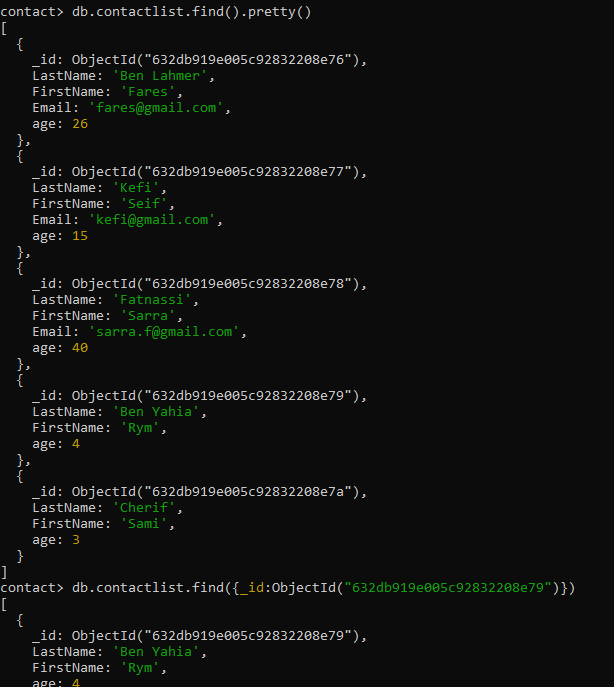 contact> db.contactlist.find().pretty()
[
  {
    _id: ObjectId("632db919e005c92832208e76"),
    LastName: 'Ben Lahmer',
    FirstName: 'Fares',
    Email: 'fares@gmail.com',
    age: 26
  },
  {
    _id: ObjectId("632db919e005c92832208e77"),
    LastName: 'Kefi',
    FirstName: 'Seif',
    Email: 'kefi@gmail.com',
    age: 15
  },
  {
    _id: ObjectId("632db919e005c92832208e78"),
    LastName: 'Fatnassi',
    FirstName: 'Sarra',
    Email: 'sarra.f@gmail.com',
    age: 40
  },
  {
    _id: ObjectId("632db919e005c92832208e79"),
    LastName: 'Ben Yahia',
    FirstName: 'Rym',
    age: 4
  },
  {
    _id: ObjectId("632db919e005c92832208e7a"),
    LastName: 'Cherif',
    FirstName: 'Sami',
    age: 3
  }
]
contact> db.contactlist.find({_id:ObjectId("632db919e005c92832208e79")})
[
  {
    _id: ObjectId("632db919e005c92832208e79"),
    LastName: 'Ben Yahia',
    FirstName: 'Rym',
    age: 4